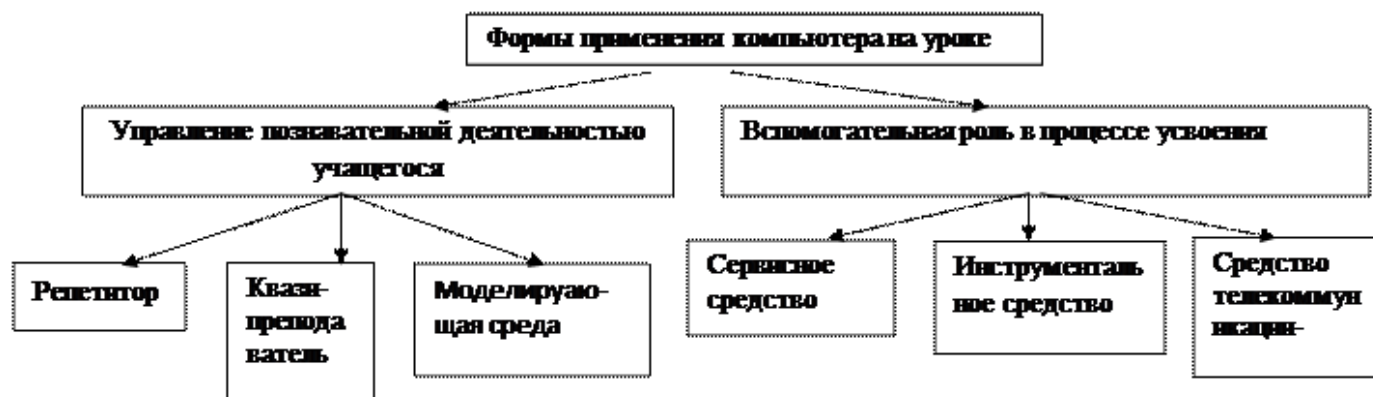 Формы применения компьютера на уроке
Управление познавательной деятельностью
учащегося
Вспомогательная роль в процессе усвоения
Репетитор
Квази-
препода
ватель
Моделируаю-
щая среда
Сервисное
средство
Инструменталь
ное средство
Средство
телекоммун
икации-